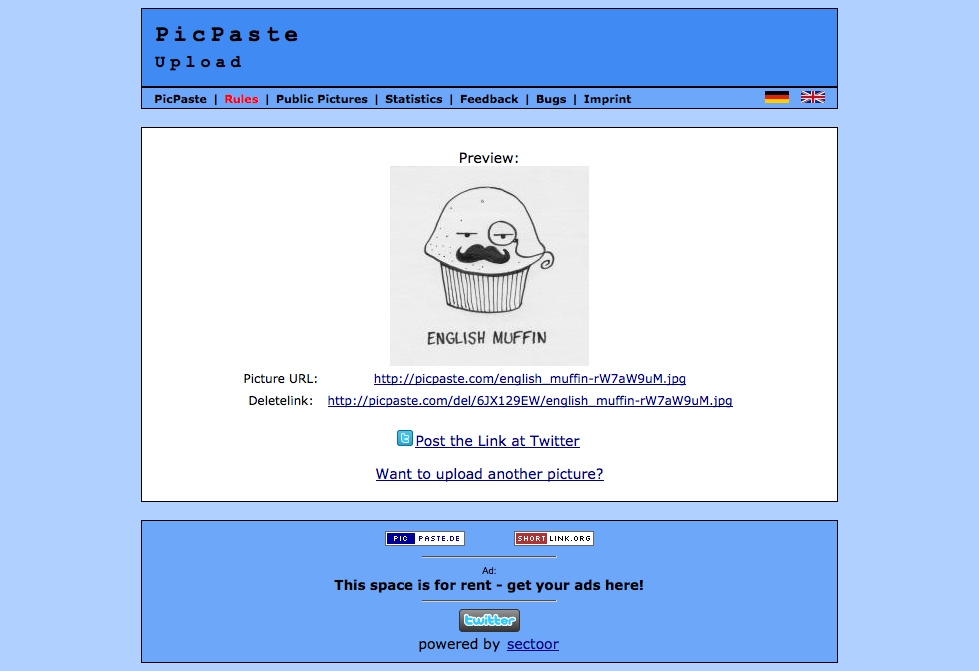 PicPaste
Upload
PicPaste | Rules | Public Pictures | Statistics | Feedback | Bugs | Imprint
Preview:
ENGLISH MUFFIN
Picture URL: http://picpaste.com/english_muffin-rW7aW9uM.jpg
Deletelink: http://picpaste.com/del/6JX129EW/english_muffin-rW7aW9uM.jpg
t Post the Link at Twitter
Want to upload another picture?
PIC PASTE.DE SHORT LINK.ORG
Ad:
This space is for rent - get your ads here!
twitter
powered by sectoor